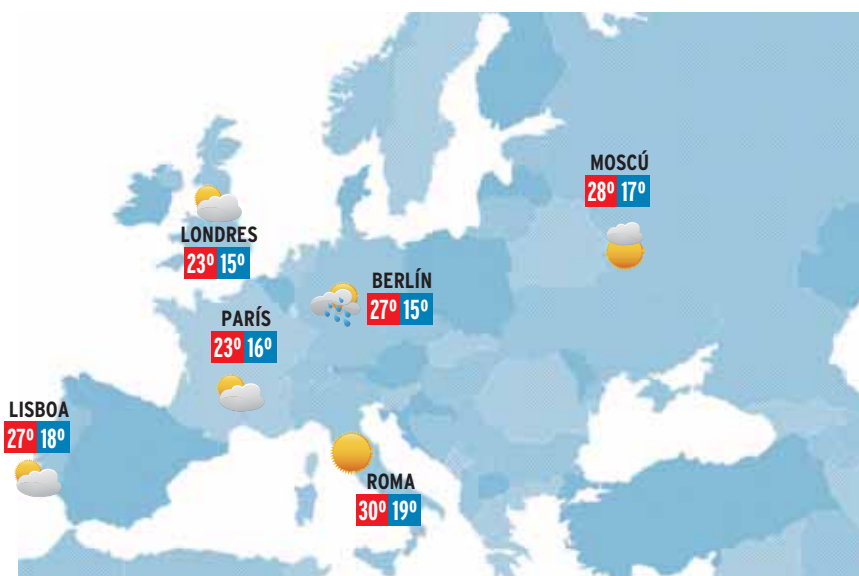 MOSCÚ
28º 17º
LONDRES
23º 15º
BERLÍN
27º 15º
PARÍS
23º 16º
LISBOA
27º 18º
ROMA
30º 19º